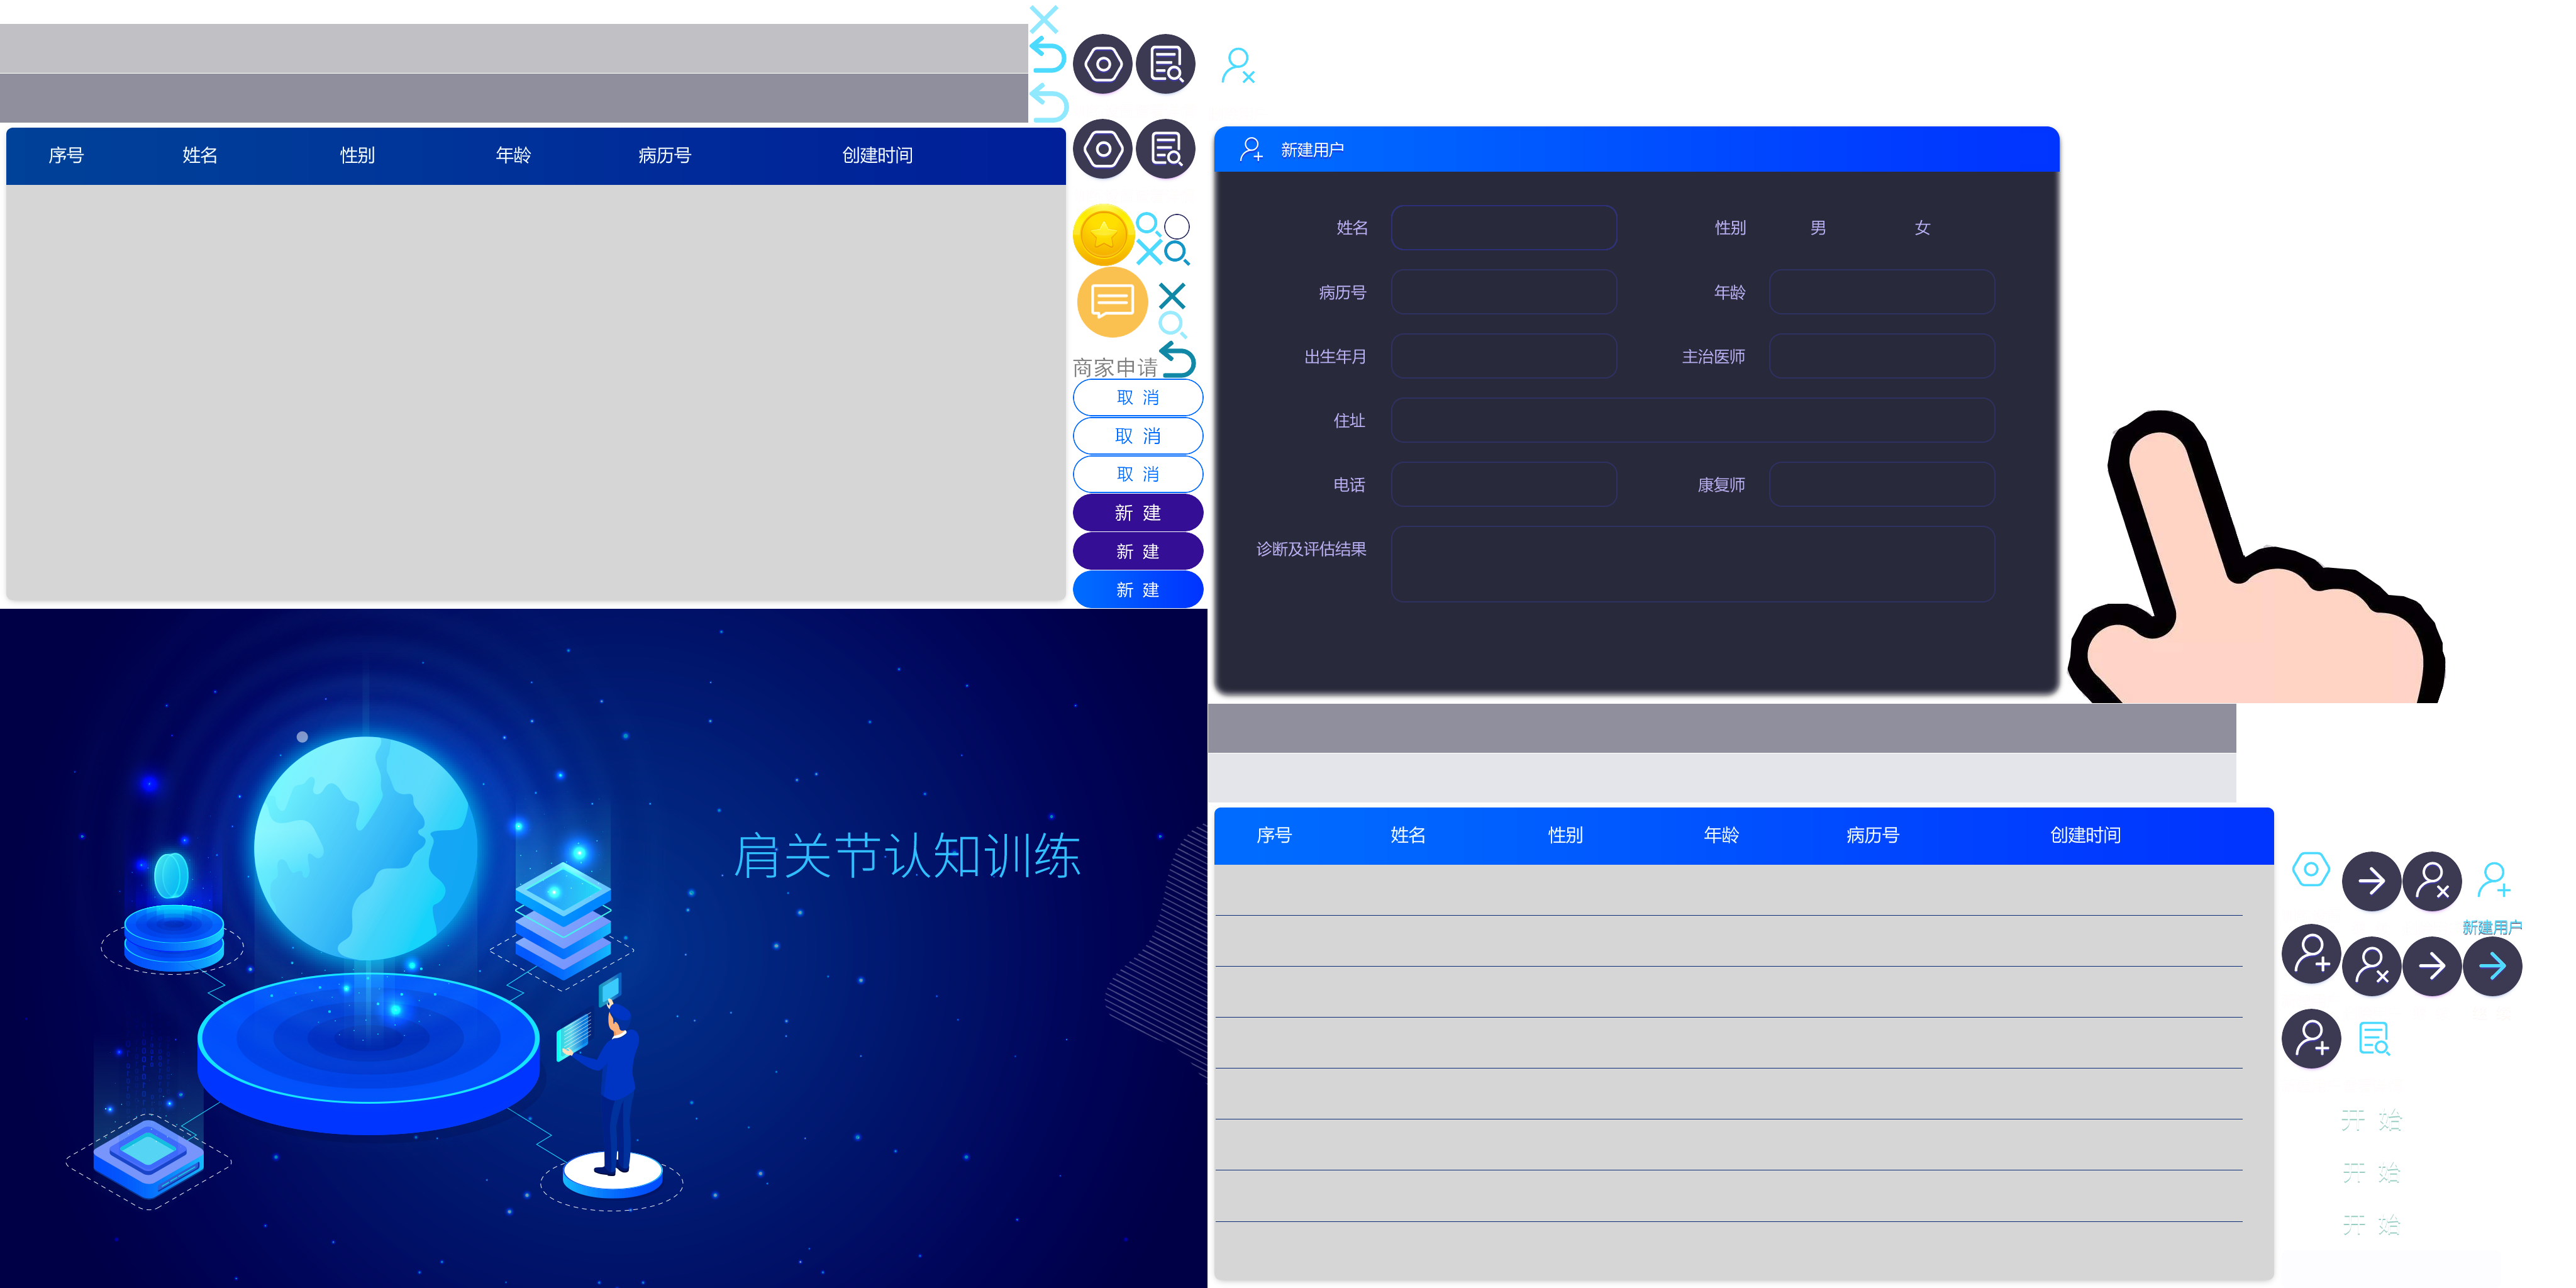 序号 姓名 性别 年龄 病历号 创建时间
商家申请
取 消
取 消
取 消
新 建
新 建
新 建
新建用户
姓名 性别 男 女
病历号 年龄
出生年月 主治医师
住址
电话 康复师
诊断及评估结果
肩关节认知训练
序号 姓名 性别 年龄 病历号 创建时间
新建用户
开 始
开 始
开 始